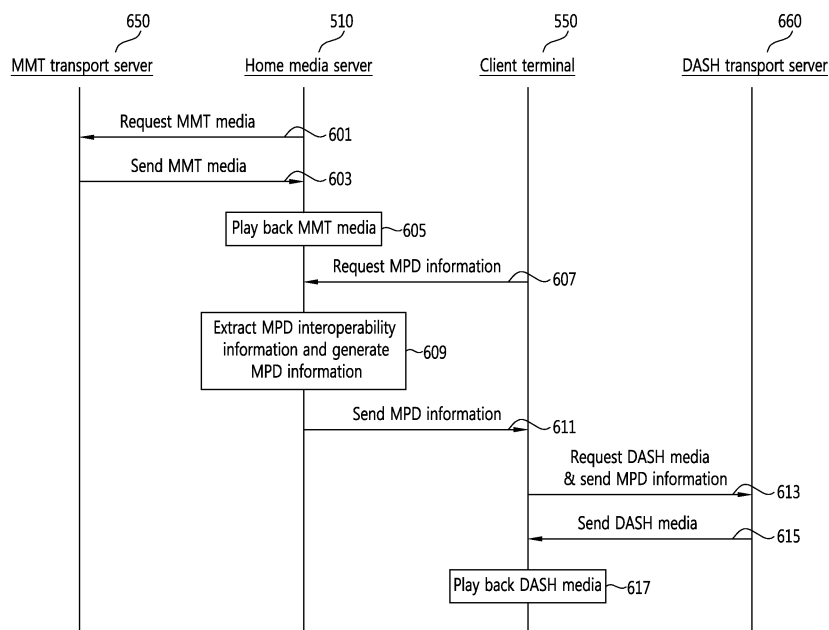 650
510
550
660
MMT transport server
Home media server
Client terminal
DASH transport server
Request MMT media
601
Send MMT media
603
Play back MMT media
605
Request MPD information
607
Extract MPD interoperability
information and generate
MPD information
609
Send MPD information
611
Request DASH media
& send MPD information
613
Send DASH media
615
Play back DASH media
617